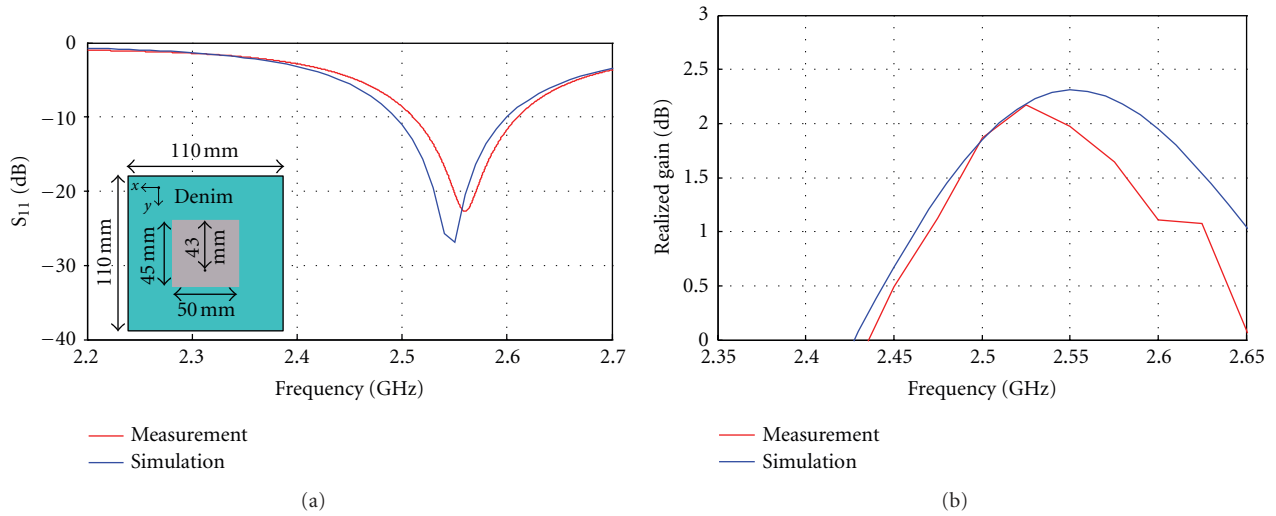 0
−10
−20
−30
−40
S11 (dB)
2.2
2.3
2.4
2.5
2.6
2.7
Frequency (GHz)
110 mm
110 mm
x
y
Denim
45 mm
43 mm
50 mm
Measurement
Simulation
(a)
3
2.5
2
1.5
1
0.5
0
Realized gain (dB)
2.35
2.4
2.45
2.5
2.55
2.6
2.65
Frequency (GHz)
Measurement
Simulation
(b)